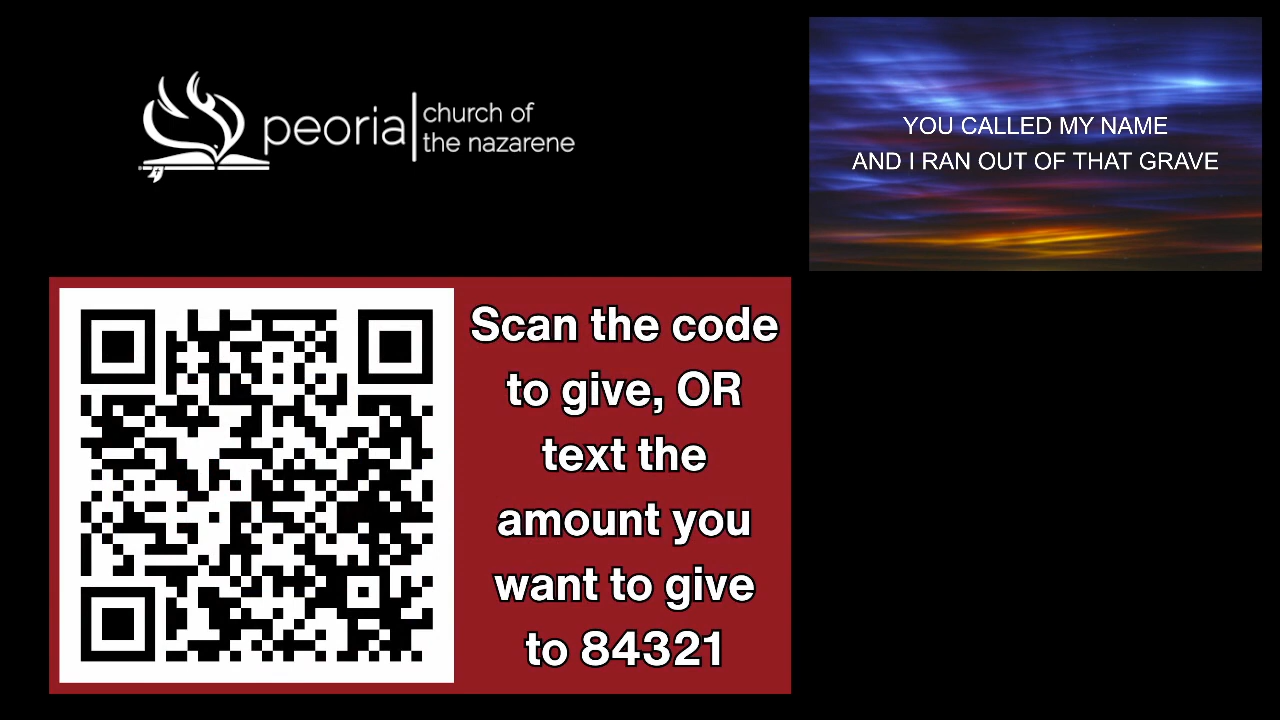 peoria
church of
the nazarene
YOU CALLED MY NAME
AND I RAN OUT OF THAT GRAVE
Scan the code
to give, OR
text the
amount you
want to give
to 84321